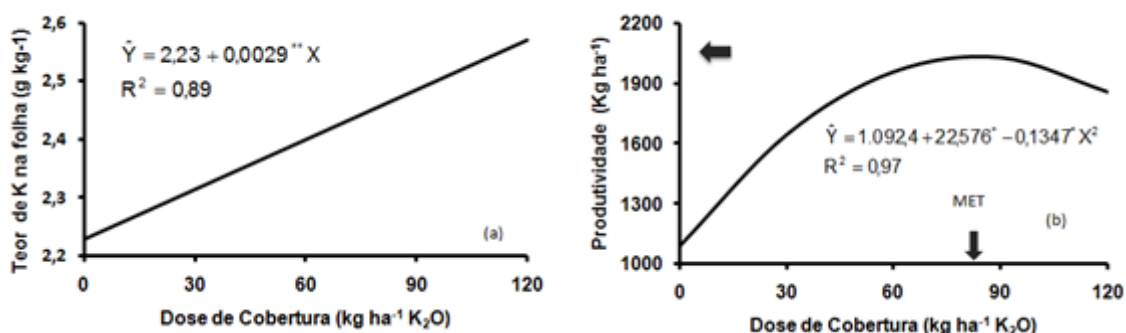 Teor de K na folha (g kg-1)
2,6
2,5
2,4
2,3
2,2
Ŷ = 2,23 + 0,0029** X
R² = 0,89
(a)
0 30 60 90 120
Dose de Cobertura (kg ha⁻¹ K₂O)
Produtividade (Kg ha⁻¹)
2200
1900
1600
1300
1000
Ŷ = 1.092,4 + 22,576* − 0,1347* X²
R² = 0,97
MET
(b)
0 30 60 90 120
Dose de Cobertura (kg ha⁻¹ K₂O)